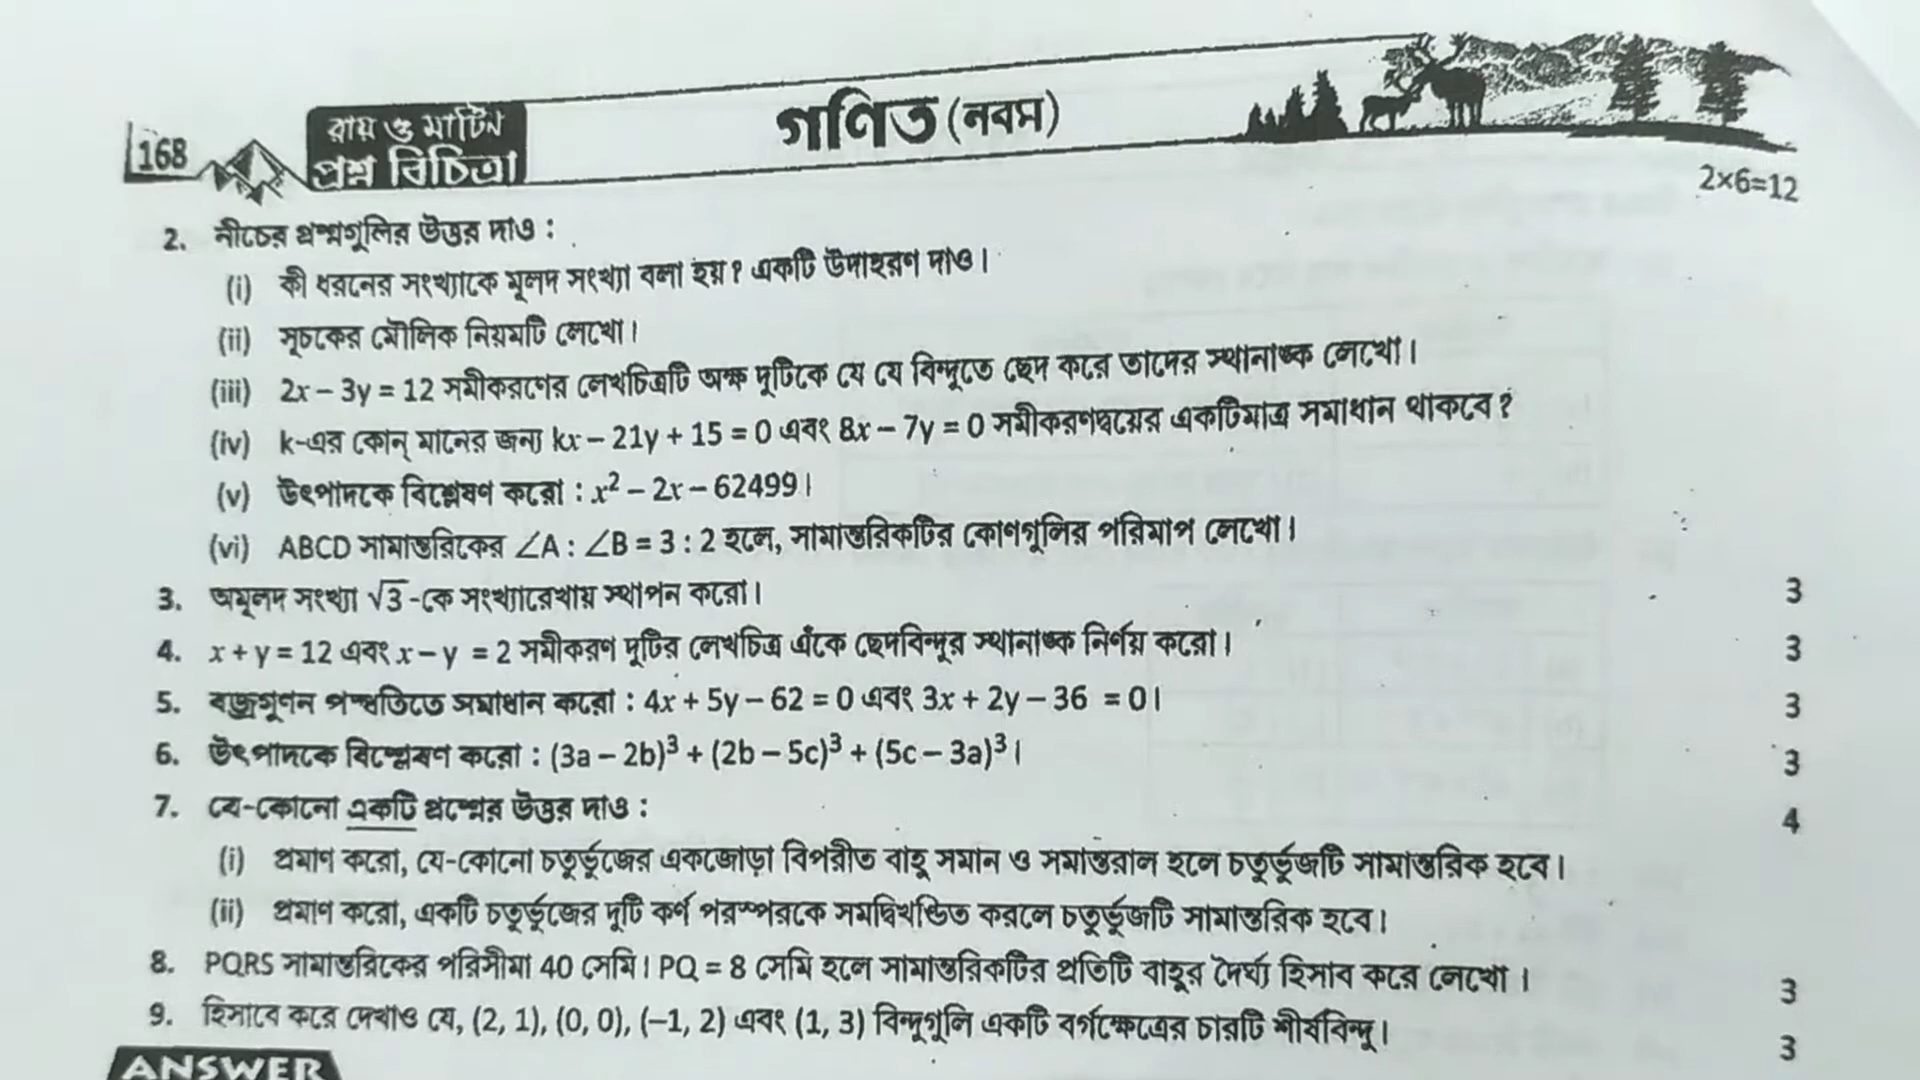 168
রায় ও মার্টিন
প্রশ্ন বিচিত্রা
গণিত (নবম)
2×6=12
2. নীচের প্রশ্নগুলির উত্তর দাও :
(i) কী ধরনের সংখ্যাকে মূলদ সংখ্যা বলা হয়? একটি উদাহরণ দাও।
(ii) সূচকের মৌলিক নিয়মটি লেখো।
(iii) 2x – 3y = 12 সমীকরণের লেখচিত্রটি অক্ষ দুটিকে যে যে বিন্দুতে ছেদ করে তাদের স্থানাঙ্ক লেখো।
(iv) k-এর কোন্ মানের জন্য kx – 21y + 15 = 0 এবং 8x – 7y = 0 সমীকরণদ্বয়ের একটিমাত্র সমাধান থাকবে?
(v) উৎপাদকে বিশ্লেষণ করো : x² – 2x – 62499।
(vi) ABCD সামান্তরিকের ∠A : ∠B = 3 : 2 হলে, সামান্তরিকটির কোণগুলির পরিমাপ লেখো।
3. অমূলদ সংখ্যা √3-কে সংখ্যারেখায় স্থাপন করো। 3
4. x + y = 12 এবং x – y = 2 সমীকরণ দুটির লেখচিত্র এঁকে ছেদবিন্দুর স্থানাঙ্ক নির্ণয় করো। 3
5. বজ্রগুণন পদ্ধতিতে সমাধান করো : 4x + 5y – 62 = 0 এবং 3x + 2y – 36 = 0। 3
6. উৎপাদকে বিশ্লেষণ করো : (3a – 2b)³ + (2b – 5c)³ + (5c – 3a)³। 3
7. যে-কোনো একটি প্রশ্নের উত্তর দাও : 4
(i) প্রমাণ করো, যে-কোনো চতুর্ভুজের একজোড়া বিপরীত বাহু সমান ও সমান্তরাল হলে চতুর্ভুজটি সামান্তরিক হবে।
(ii) প্রমাণ করো, একটি চতুর্ভুজের দুটি কর্ণ পরস্পরকে সমদ্বিখণ্ডিত করলে চতুর্ভুজটি সামান্তরিক হবে।
8. PQRS সামান্তরিকের পরিসীমা 40 সেমি। PQ = 8 সেমি হলে সামান্তরিকটির প্রতিটি বাহুর দৈর্ঘ্য হিসাব করে লেখো। 3
9. হিসাবে করে দেখাও যে, (2, 1), (0, 0), (–1, 2) এবং (1, 3) বিন্দুগুলি একটি বর্গক্ষেত্রের চারটি শীর্ষবিন্দু। 3
ANSWER